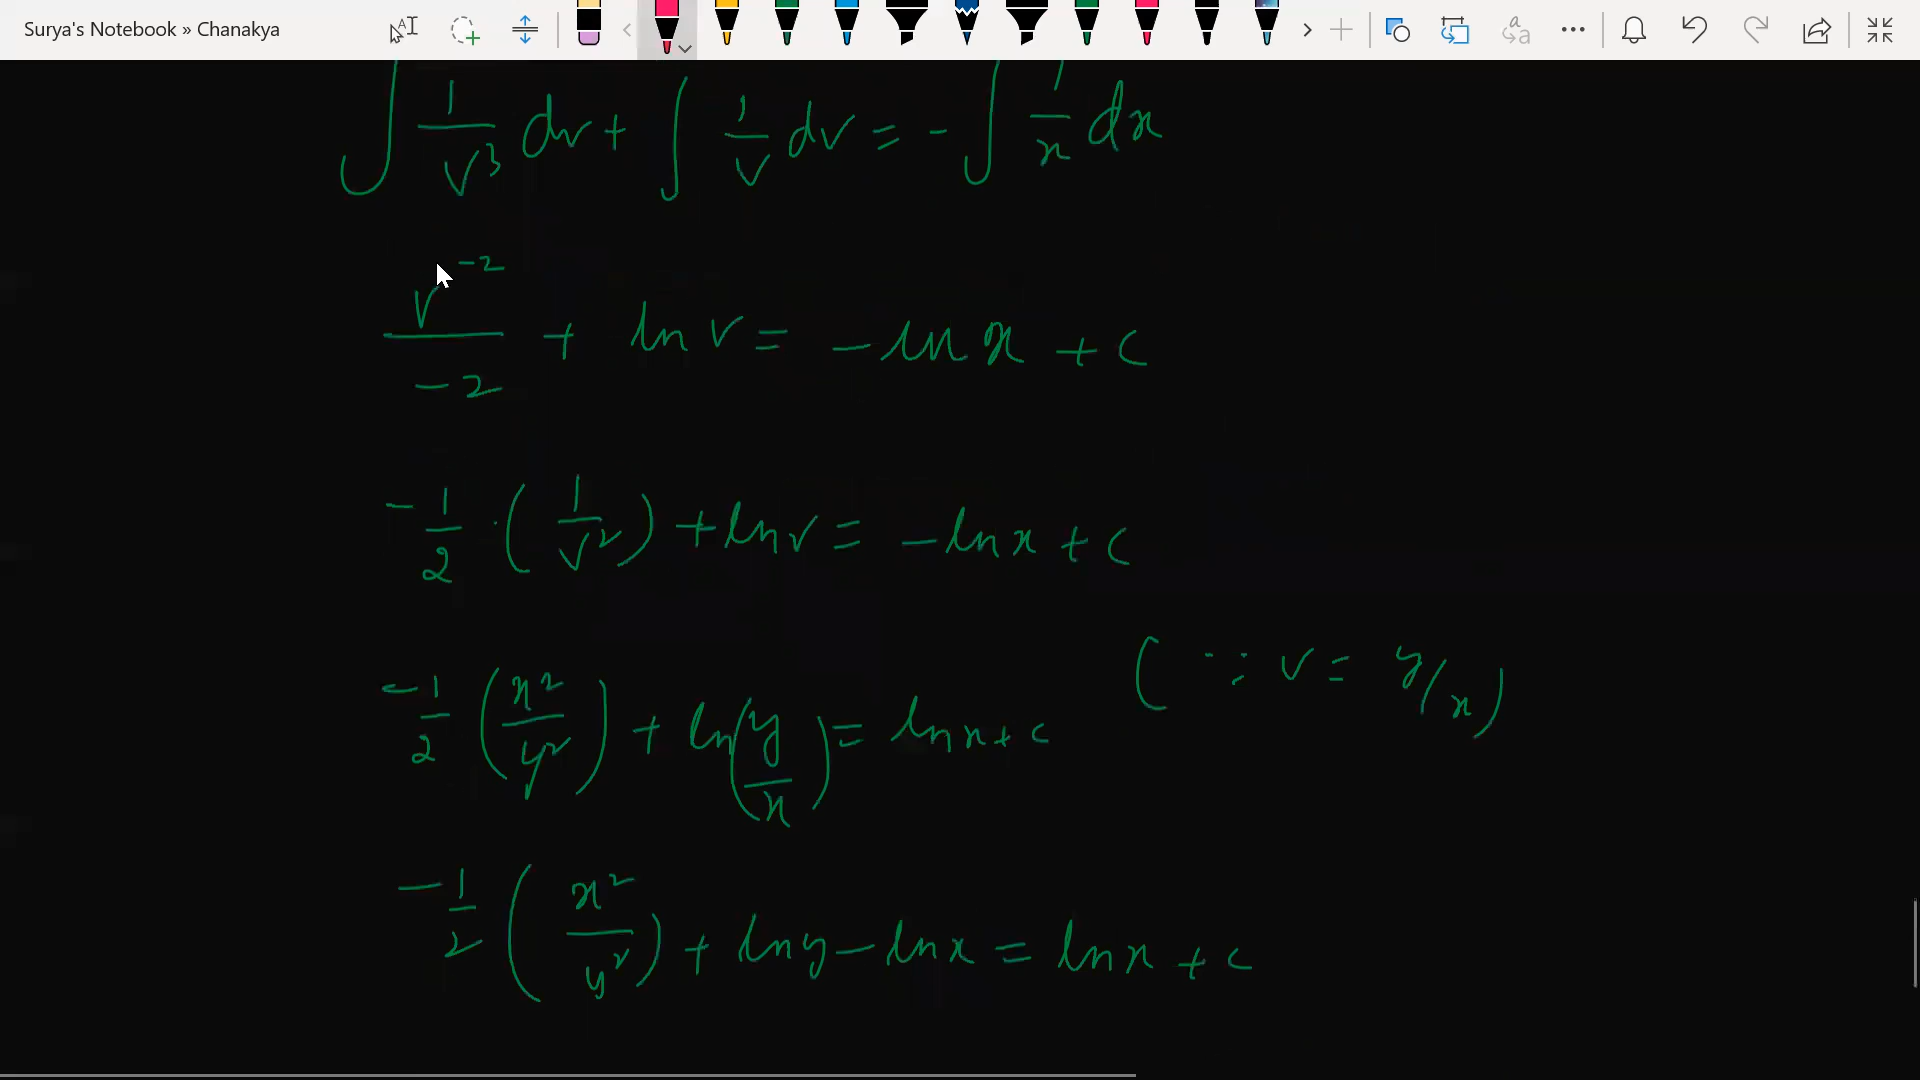 Surya's Notebook » Chanakya
∫ 1/v³ dv + ∫ 1/v dv = - ∫ 1/x dx
v⁻²/-2 + ln v = - ln x + c
-1/2 · (1/v²) + ln v = - ln x + c
-1/2 (x²/y²) + ln(y/x) = ln x + c (∵ v = y/x)
-1/2 (x²/y²) + ln y - ln x = ln x + c